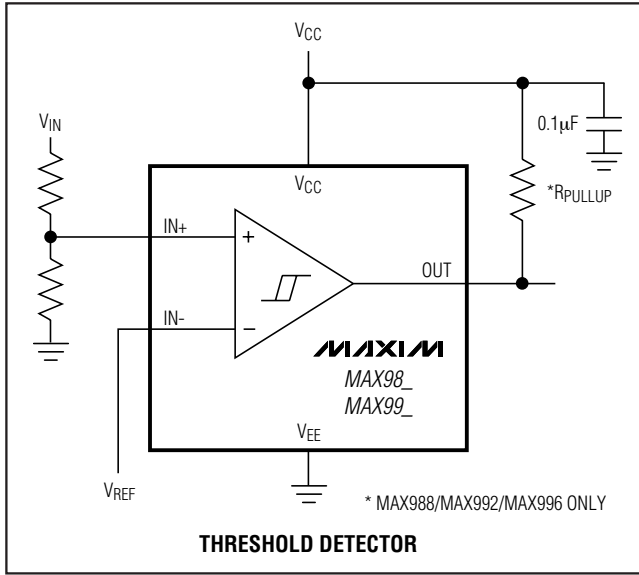 VCC
VIN
0.1µF
VCC
*RPULLUP
IN+
+
OUT
IN-
−
MAXIM
MAX98_
MAX99_
VEE
VREF
* MAX988/MAX992/MAX996 ONLY
THRESHOLD DETECTOR